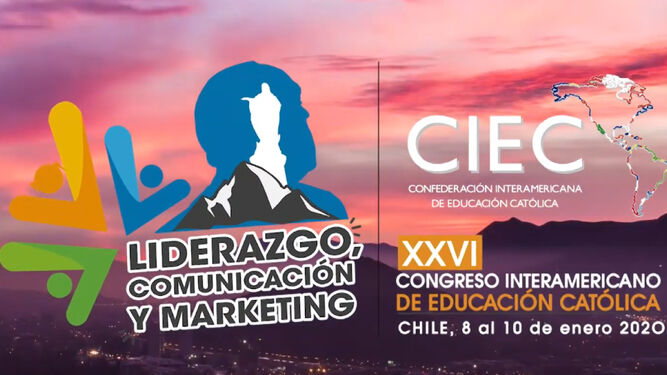 LIDERAZGO,
COMUNICACIÓN
Y MARKETING
CIEC
CONFEDERACIÓN INTERAMERICANA
DE EDUCACIÓN CATÓLICA
XXVI
CONGRESO INTERAMERICANO
DE EDUCACIÓN CATÓLICA
CHILE, 8 al 10 de enero 2020